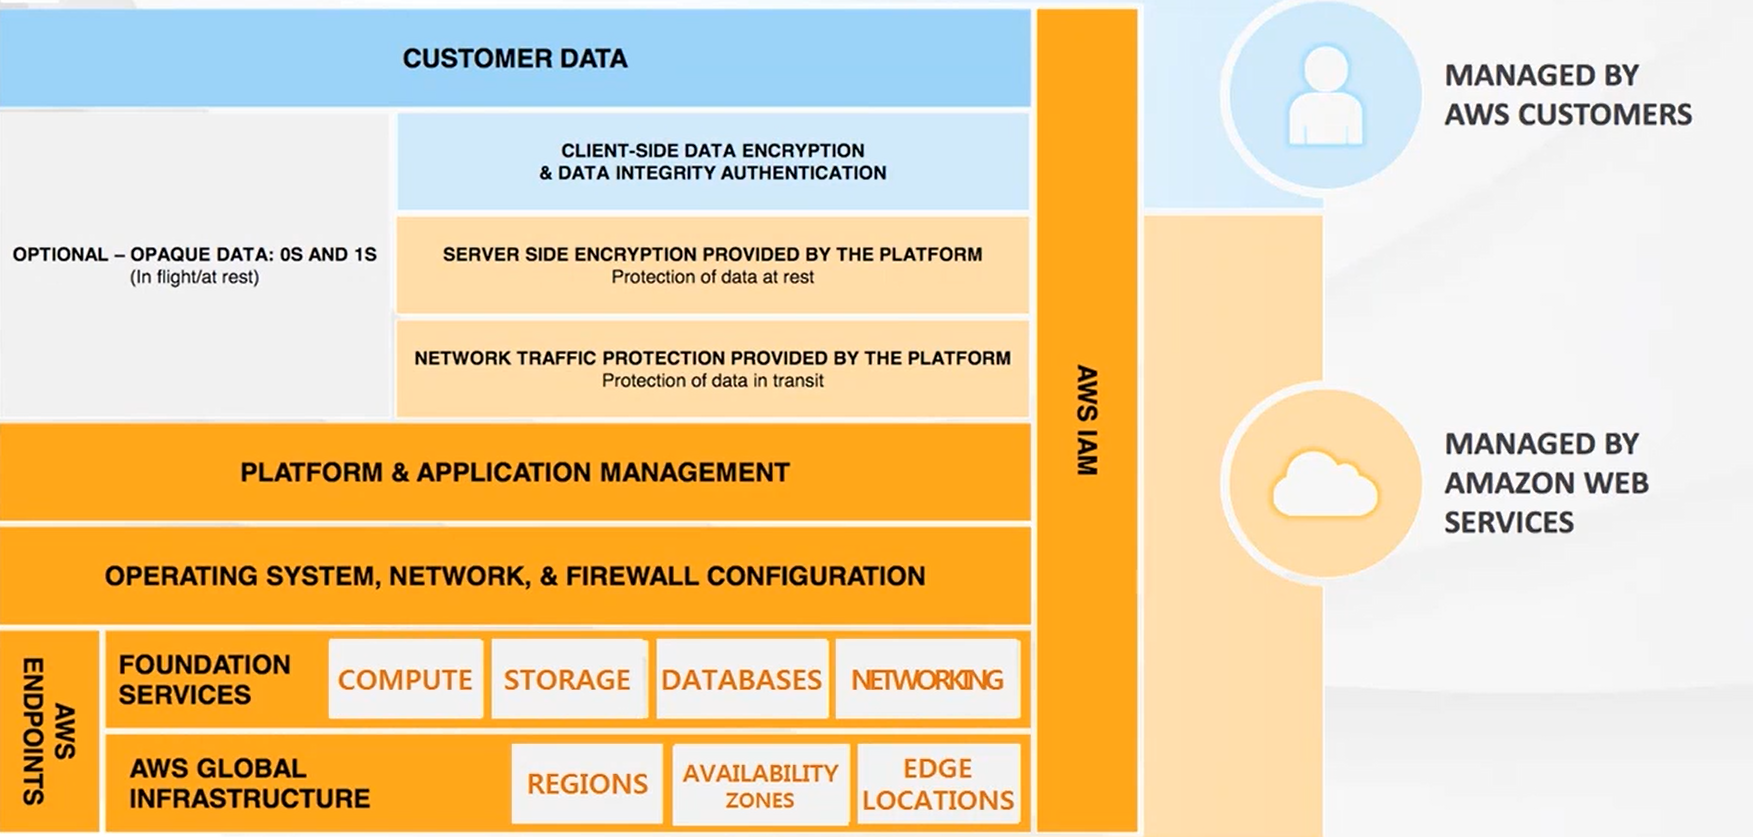 CUSTOMER DATA
CLIENT-SIDE DATA ENCRYPTION
& DATA INTEGRITY AUTHENTICATION
OPTIONAL – OPAQUE DATA: 0S AND 1S
(In flight/at rest)
SERVER SIDE ENCRYPTION PROVIDED BY THE PLATFORM
Protection of data at rest
NETWORK TRAFFIC PROTECTION PROVIDED BY THE PLATFORM
Protection of data in transit
PLATFORM & APPLICATION MANAGEMENT
OPERATING SYSTEM, NETWORK, & FIREWALL CONFIGURATION
AWS
ENDPOINTS
FOUNDATION
SERVICES
COMPUTE
STORAGE
DATABASES
NETWORKING
AWS GLOBAL
INFRASTRUCTURE
REGIONS
AVAILABILITY
ZONES
EDGE
LOCATIONS
AWS IAM
MANAGED BY
AWS CUSTOMERS
MANAGED BY
AMAZON WEB
SERVICES